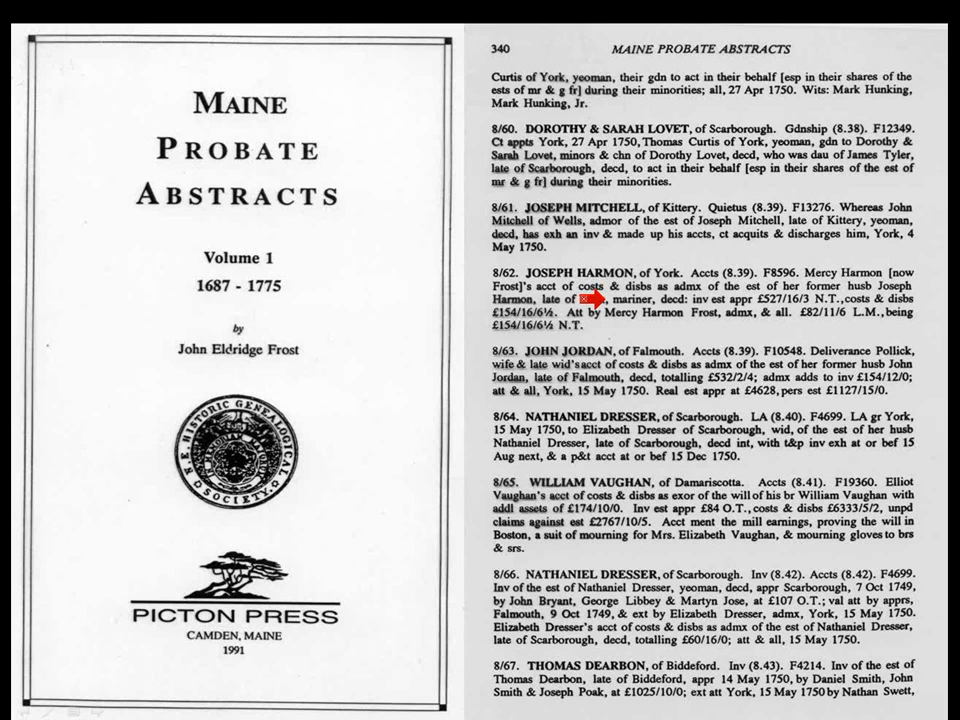 MAINE
PROBATE
ABSTRACTS
Volume 1
1687 - 1775
by
John Eldridge Frost
N.E. HISTORIC GENEALOGICAL SOCIETY.
PICTON PRESS
CAMDEN, MAINE
1991
340 MAINE PROBATE ABSTRACTS
Curtis of York, yeoman, their gdn to act in their behalf [esp in their shares of the
ests of mr & g fr] during their minorities; all, 27 Apr 1750. Wits: Mark Hunking,
Mark Hunking, Jr.
8/60. DOROTHY & SARAH LOVET, of Scarborough. Gdnship (8.38). F12349.
Ct appts York, 27 Apr 1750, Thomas Curtis of York, yeoman, gdn to Dorothy &
Sarah Lovet, minors & chn of Dorothy Lovet, decd, who was dau of James Tyler,
late of Scarborough, decd, to act in their behalf [esp in their shares of the est of
mr & g fr] during their minorities.
8/61. JOSEPH MITCHELL, of Kittery. Quietus (8.39). F13276. Whereas John
Mitchell of Wells, admor of the est of Joseph Mitchell, late of Kittery, yeoman,
decd, has exh an inv & made up his accts, ct acquits & discharges him, York, 4
May 1750.
8/62. JOSEPH HARMON, of York. Accts (8.39). F8596. Mercy Harmon [now
Frost]'s acct of costs & disbs as admx of the est of her former husb Joseph
Harmon, late of , mariner, decd: inv est appr £527/16/3 N.T., costs & disbs
£154/16/6½. Att by Mercy Harmon Frost, admx, & all. £82/11/6 L.M., being
£154/16/6½ N.T.
8/63. JOHN JORDAN, of Falmouth. Accts (8.39). F10548. Deliverance Pollick,
wife & late wid's acct of costs & disbs as admx of the est of her former husb John
Jordan, late of Falmouth, decd, totalling £532/2/4; admx adds to inv £154/12/0;
att & all, York, 15 May 1750. Real est appr at £4628, pers est £1127/15/0.
8/64. NATHANIEL DRESSER, of Scarborough. LA (8.40). F4699. LA gr York,
15 May 1750, to Elizabeth Dresser of Scarborough, wid, of the est of her husb
Nathaniel Dresser, late of Scarborough, decd int, with t&p inv exh at or bef 15
Aug next, & a p&t acct at or bef 15 Dec 1750.
8/65. WILLIAM VAUGHAN, of Damariscotta. Accts (8.41). F19360. Elliot
Vaughan's acct of costs & disbs as exor of the will of his br William Vaughan with
addl assets of £174/10/0. Inv est appr £84 O.T., costs & disbs £6333/5/2, unpd
claims against est £2767/10/5. Acct ment the mill earnings, proving the will in
Boston, a suit of mourning for Mrs. Elizabeth Vaughan, & mourning gloves to brs
& srs.
8/66. NATHANIEL DRESSER, of Scarborough. Inv (8.42). Accts (8.42). F4699.
Inv of the est of Nathaniel Dresser, yeoman, decd, appr Scarborough, 7 Oct 1749,
by John Bryant, George Libbey & Martyn Jose, at £107 O.T.; val att by apprs,
Falmouth, 9 Oct 1749, & ext by Elizabeth Dresser, admx, York, 15 May 1750.
Elizabeth Dresser's acct of costs & disbs as admx of the est of Nathaniel Dresser,
late of Scarborough, decd, totalling £60/16/0; att & all, 15 May 1750.
8/67. THOMAS DEARBON, of Biddeford. Inv (8.43). F4214. Inv of the est of
Thomas Dearbon, late of Biddeford, appr 14 May 1750, by Daniel Smith, John
Smith & Joseph Poak, at £1025/10/0; ext att York, 15 May 1750 by Nathan Swett,